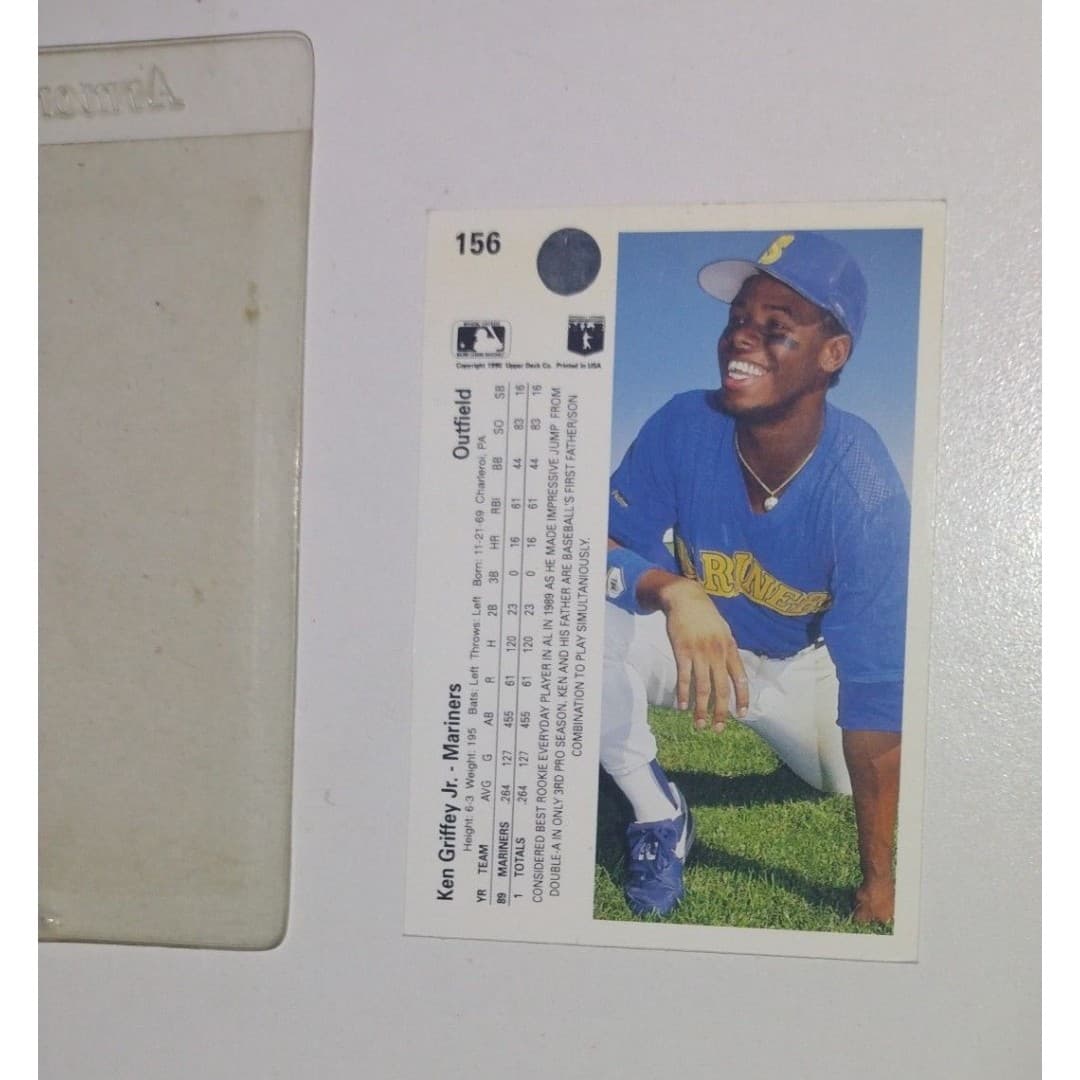 Armor
156
Copyright 1990 Upper Deck Co. Printed in USA
Ken Griffey Jr. - Mariners Outfield
Height: 6-3 Weight: 195 Bats: Left Throws: Left Born: 11-21-69 Charleroi, PA
YR TEAM AVG G AB R H 2B 3B HR RBI BB SO SB
89 MARINERS .264 127 455 61 120 23 0 16 61 44 83 16
1 TOTALS .264 127 455 61 120 23 0 16 61 44 83 16
CONSIDERED BEST ROOKIE EVERYDAY PLAYER IN AL IN 1989 AS HE MADE IMPRESSIVE JUMP FROM
DOUBLE-A IN ONLY 3RD PRO SEASON. KEN AND HIS FATHER ARE BASEBALL'S FIRST FATHER/SON
COMBINATION TO PLAY SIMULTANIOUSLY.
S
ARINER